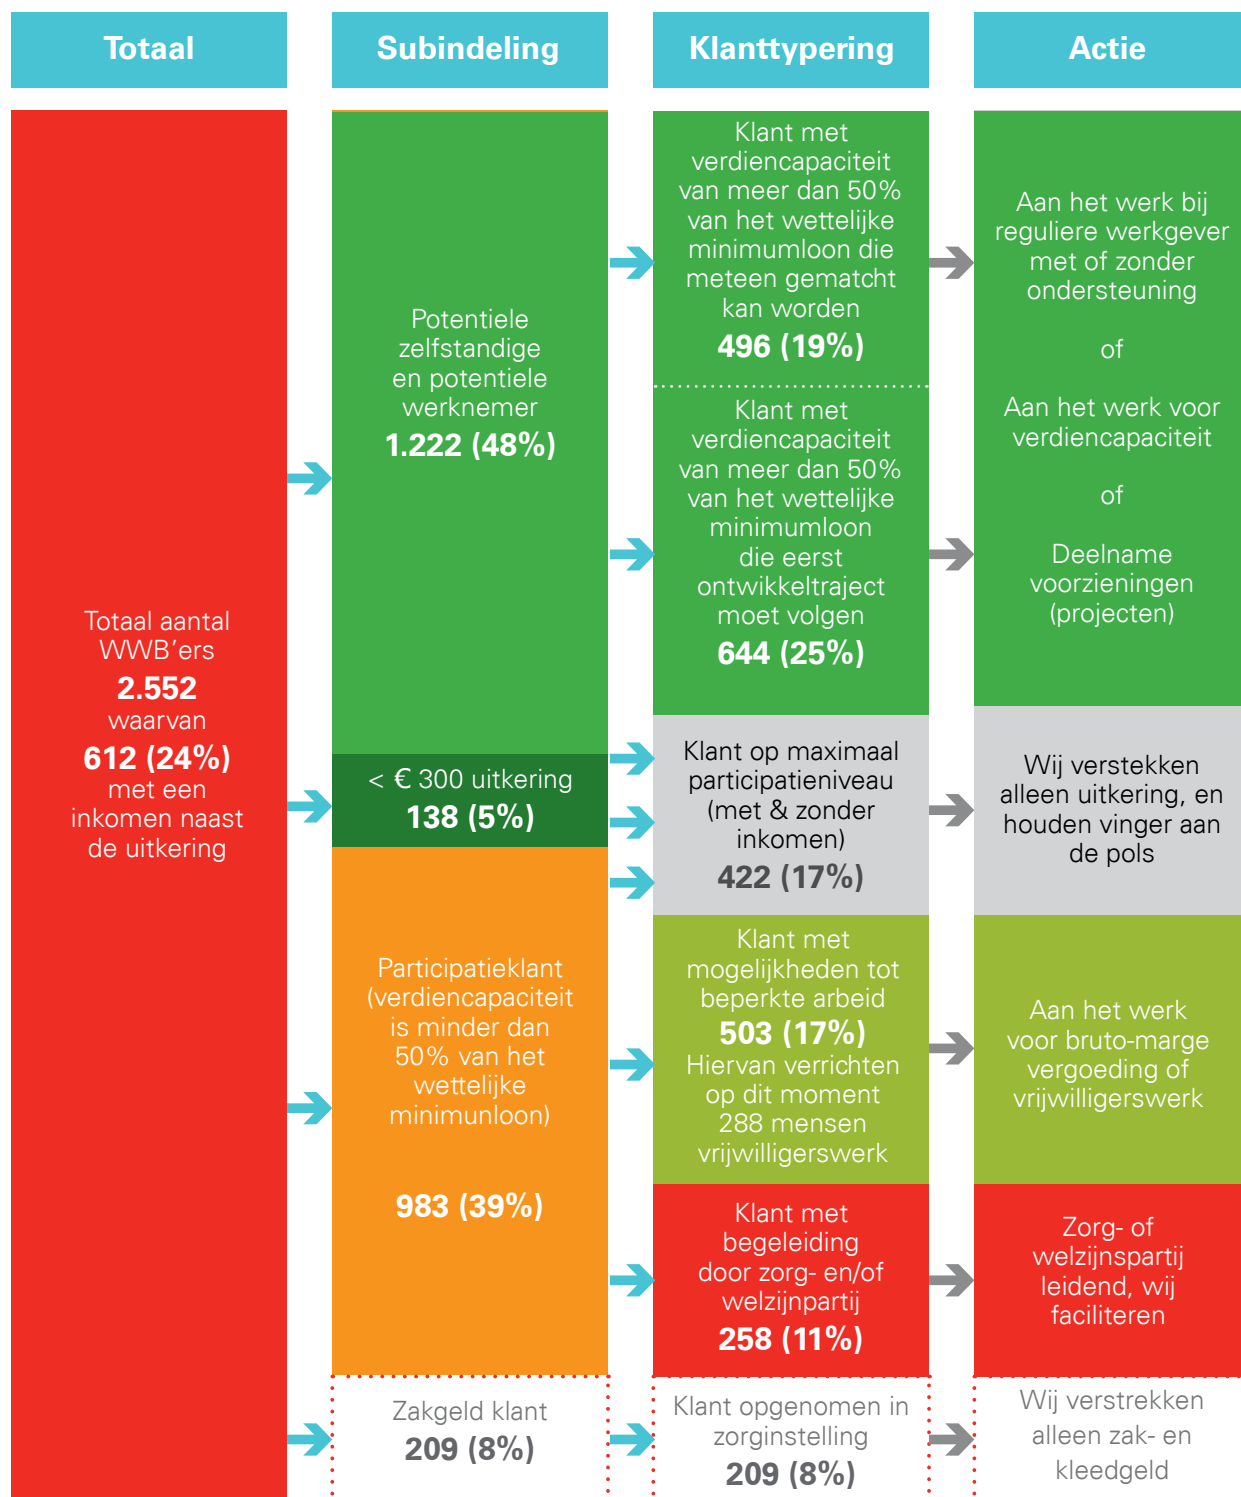 Totaal
Subindeling
Klanttypering
Actie
Totaal aantal
WWB'ers
2.552
waarvan
612 (24%)
met een
inkomen naast
de uitkering
Potentiele
zelfstandige
en potentiele
werknemer
1.222 (48%)
< € 300 uitkering
138 (5%)
Participatieklant
(verdiencapaciteit
is minder dan
50% van het
wettelijke
minimunloon)
983 (39%)
Zakgeld klant
209 (8%)
Klant met
verdiencapaciteit
van meer dan 50%
van het wettelijke
minimumloon die
meteen gematcht
kan worden
496 (19%)
Klant met
verdiencapaciteit
van meer dan 50%
van het wettelijke
minimumloon
die eerst
ontwikkeltraject
moet volgen
644 (25%)
Klant op maximaal
participatieniveau
(met & zonder
inkomen)
422 (17%)
Klant met
mogelijkheden tot
beperkte arbeid
503 (17%)
Hiervan verrichten
op dit moment
288 mensen
vrijwilligerswerk
Klant met
begeleiding
door zorg- en/of
welzijnpartij
258 (11%)
Klant opgenomen in
zorginstelling
209 (8%)
Aan het werk bij
reguliere werkgever
met of zonder
ondersteuning
of
Aan het werk voor
verdiencapaciteit
of
Deelname
voorzieningen
(projecten)
Wij verstekken
alleen uitkering, en
houden vinger aan
de pols
Aan het werk
voor bruto-marge
vergoeding of
vrijwilligerswerk
Zorg- of
welzijnspartij
leidend, wij
faciliteren
Wij verstrekken
alleen zak- en
kleedgeld